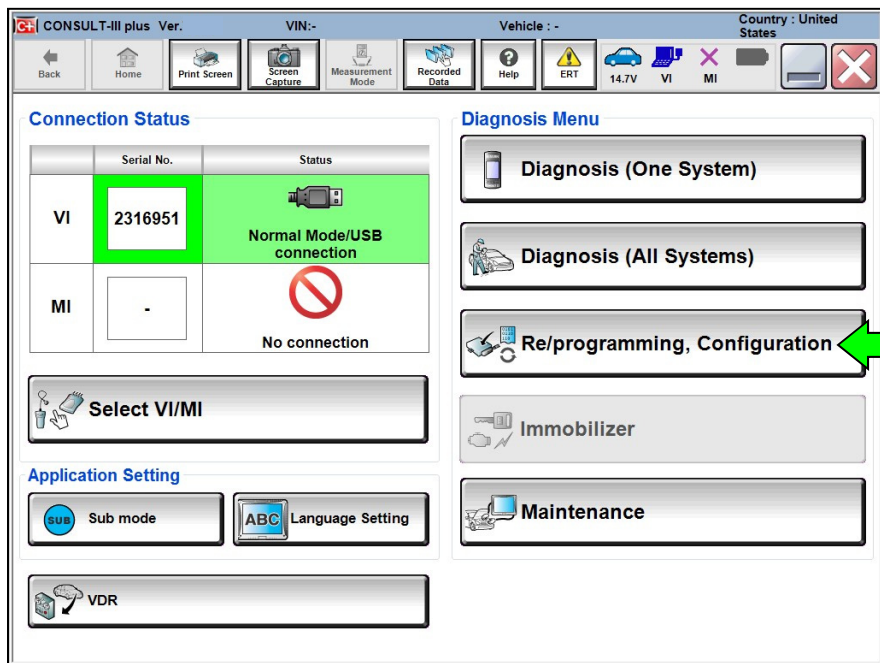 C+ CONSULT-III plus Ver. VIN:- Vehicle : - Country : United
States
Back Home Print Screen Screen
Capture Measurement
Mode Recorded
Data Help ERT 14.7V VI MI
Connection Status
Serial No. Status
VI 2316951 Normal Mode/USB
connection
MI - No connection
Select VI/MI
Application Setting
SUB Sub mode ABC Language Setting
VDR
Diagnosis Menu
Diagnosis (One System)
Diagnosis (All Systems)
Re/programming, Configuration
Immobilizer
Maintenance